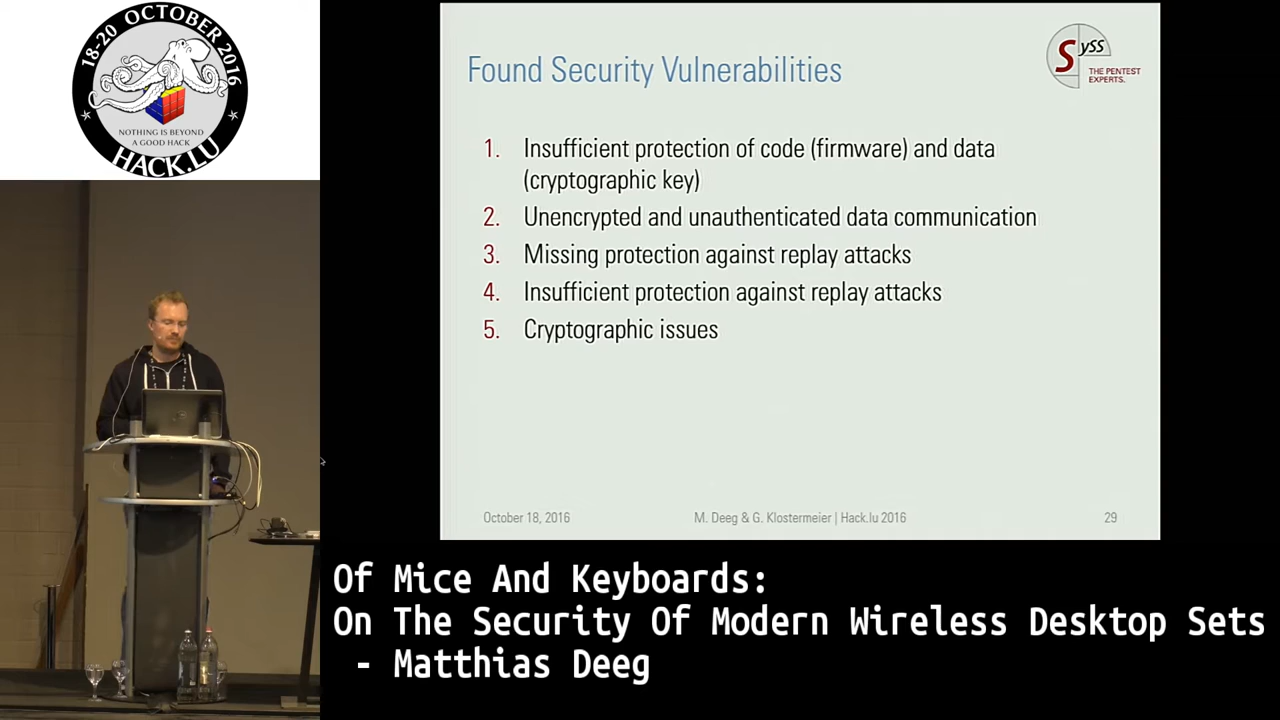 18-20 OCTOBER 2016
NOTHING IS BEYOND
A GOOD HACK
HACK.LU
Found Security Vulnerabilities
SySS
THE PENTEST
EXPERTS.
1. Insufficient protection of code (firmware) and data
(cryptographic key)
2. Unencrypted and unauthenticated data communication
3. Missing protection against replay attacks
4. Insufficient protection against replay attacks
5. Cryptographic issues
October 18, 2016 M. Deeg & G. Klostermeier | Hack.lu 2016 29
Of Mice And Keyboards:
On The Security Of Modern Wireless Desktop Sets
- Matthias Deeg